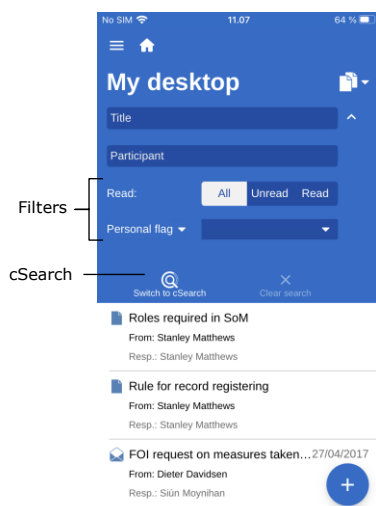 No SIM 11.07 64 %
My desktop
Title
Participant
Filters
Read: All Unread Read
Personal flag
cSearch
Switch to cSearch Clear search
Roles required in SoM
From: Stanley Matthews
Resp.: Stanley Matthews
Rule for record registering
From: Stanley Matthews
Resp.: Stanley Matthews
FOI request on measures taken... 27/04/2017
From: Dieter Davidsen
Resp.: Siún Moynihan